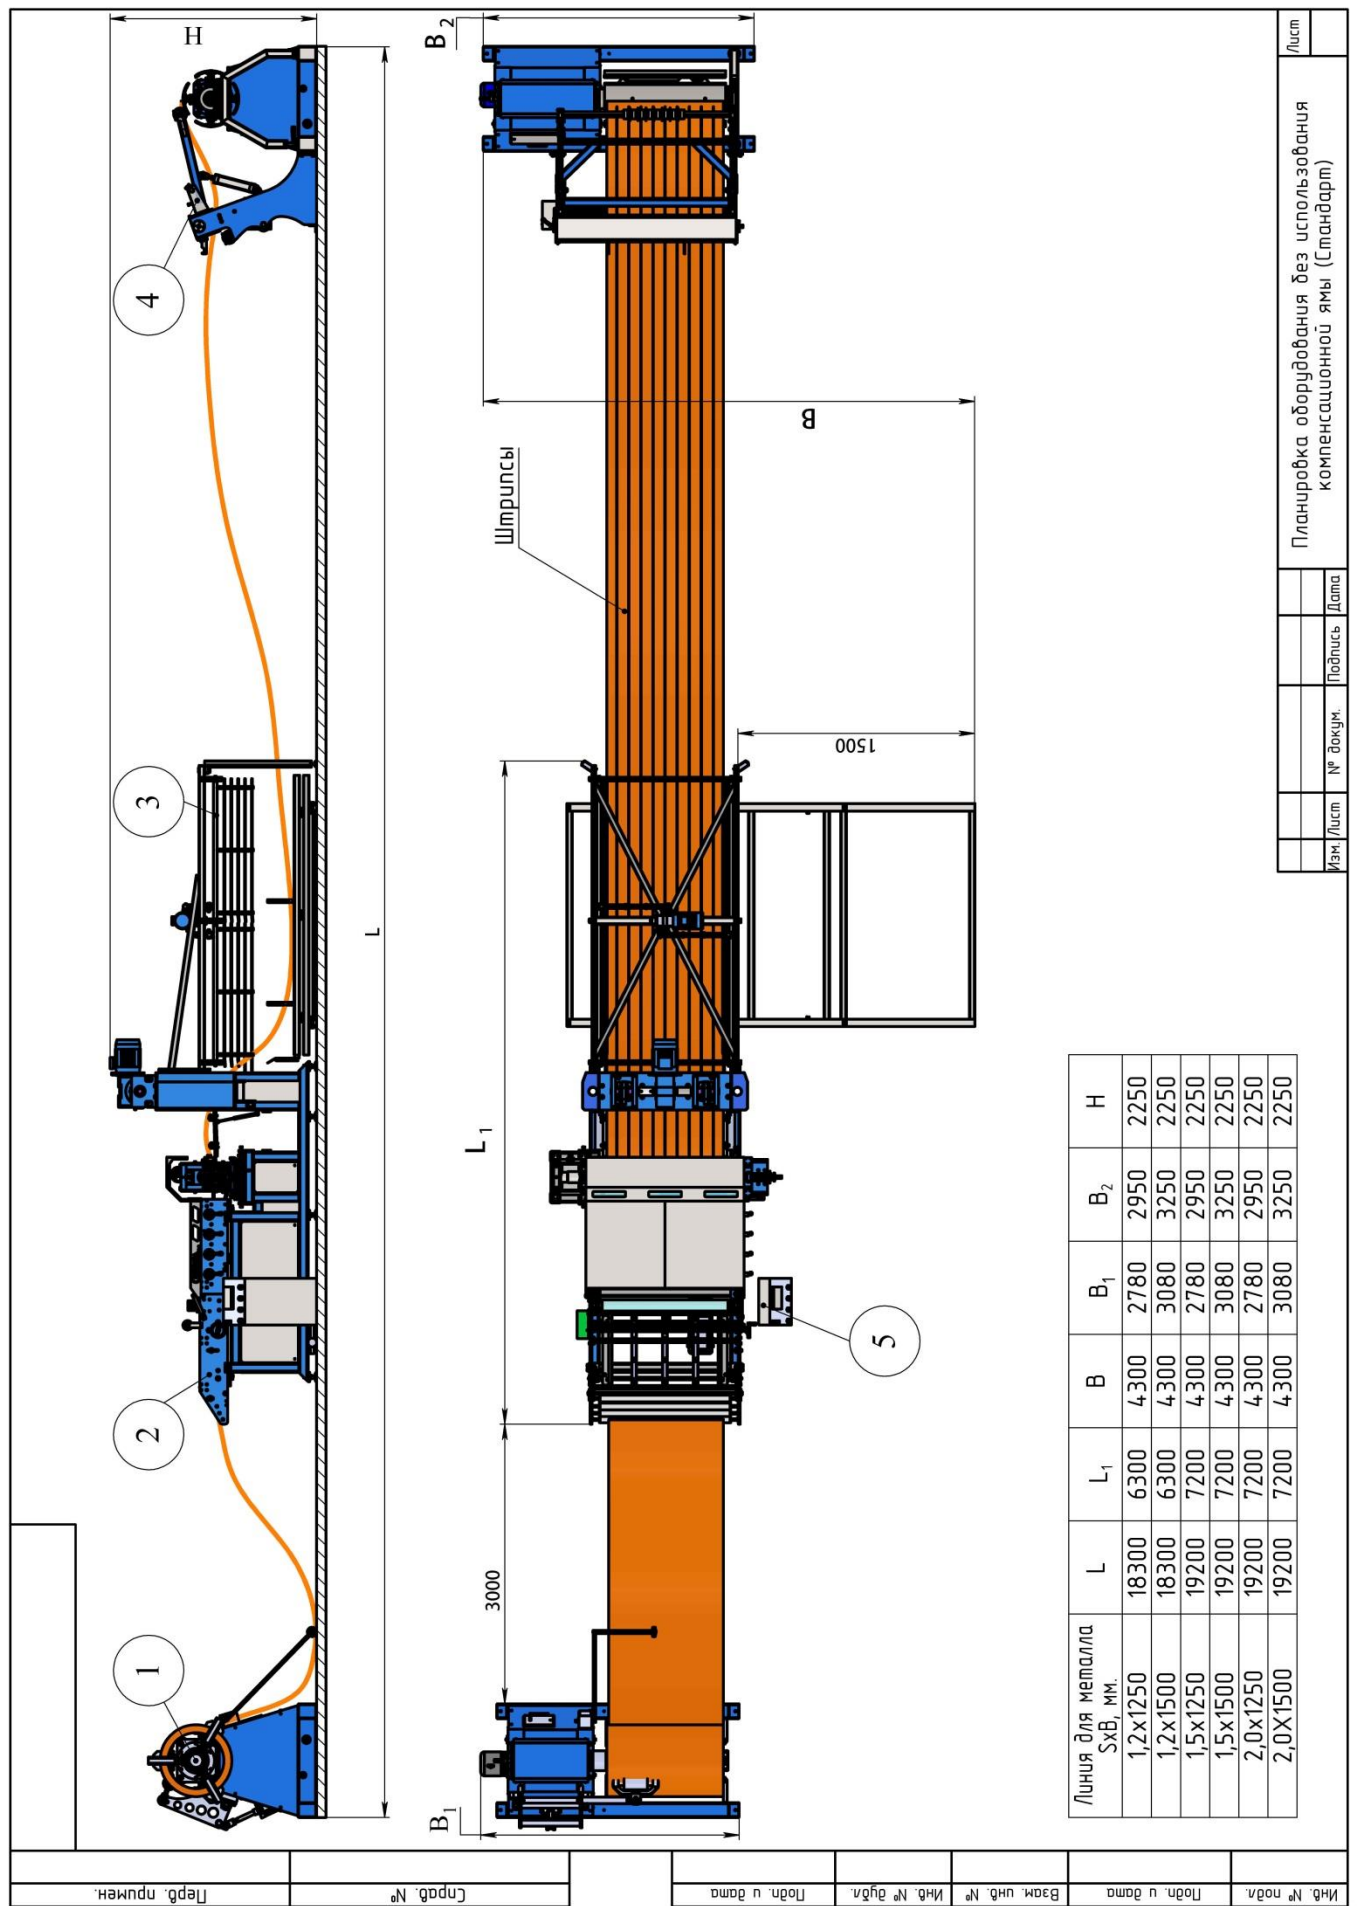 H
1
2
3
4
L
B₁
3000
L₁
Штрипсы
B₂
B
1500
5
Линия для металла SxB, мм. L L₁ B B₁ B₂ H
1,2x1250 18300 6300 4300 2780 2950 2250
1,2x1500 18300 6300 4300 3080 3250 2250
1,5x1250 19200 7200 4300 2780 2950 2250
1,5x1500 19200 7200 4300 3080 3250 2250
2,0x1250 19200 7200 4300 2780 2950 2250
2,0X1500 19200 7200 4300 3080 3250 2250
Изм. Лист № докум. Подпись Дата
Планировка оборудования без использования
компенсационной ямы (Стандарт)
Лист
Перв. примен.
Справ. №
Подп. и дата
Инв. № дубл.
Взам. инв. №
Подп. и дата
Инв. № подл.